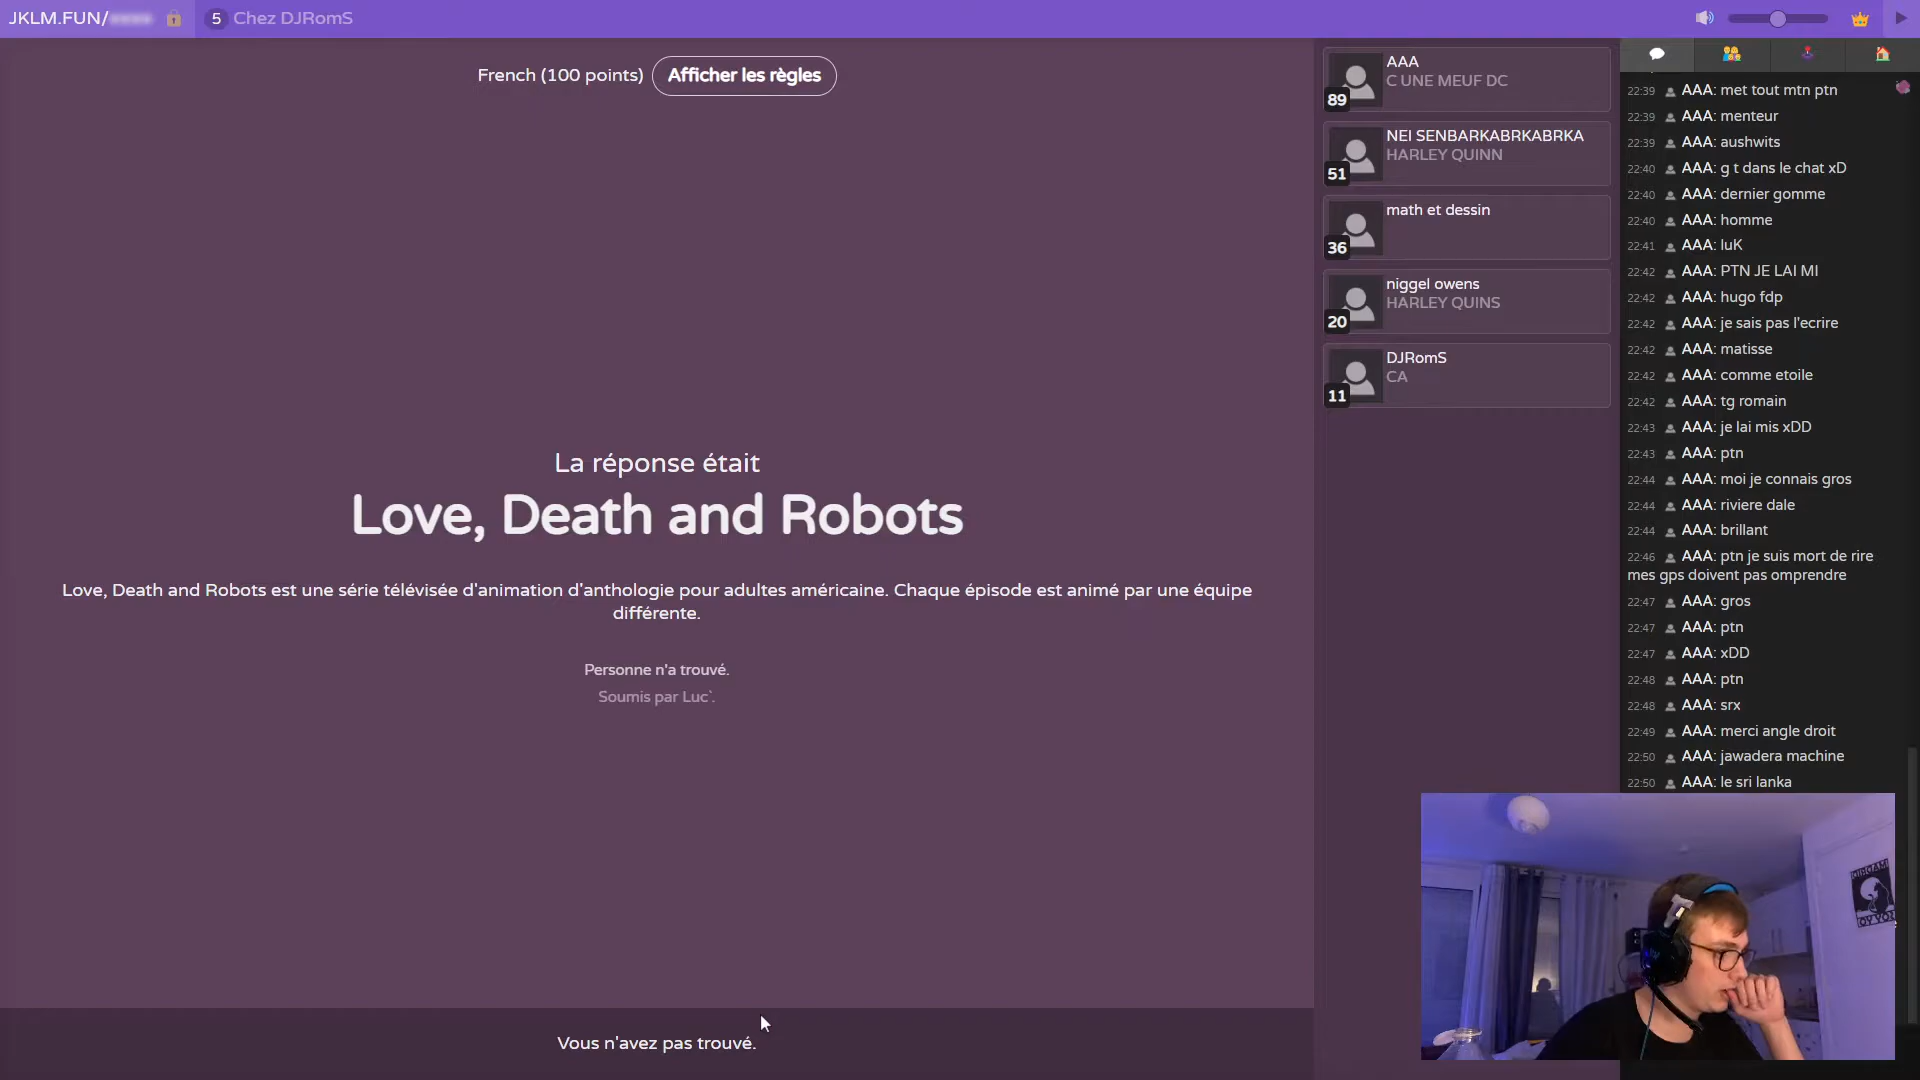 JKLM.FUN/
5 Chez DJRomS
French (100 points) Afficher les règles
La réponse était
Love, Death and Robots
Love, Death and Robots est une série télévisée d'animation d'anthologie pour adultes américaine. Chaque épisode est animé par une équipe
différente.
Personne n'a trouvé.
Soumis par Luc`.
Vous n'avez pas trouvé.
AAA
C UNE MEUF DC
89
NEI SENBARKABRKABRKA
HARLEY QUINN
51
math et dessin
36
niggel owens
HARLEY QUINS
20
DJRomS
CA
11
22:39 AAA: met tout mtn ptn
22:39 AAA: menteur
22:39 AAA: aushwits
22:40 AAA: g t dans le chat xD
22:40 AAA: dernier gomme
22:40 AAA: homme
22:41 AAA: luK
22:42 AAA: PTN JE LAI MI
22:42 AAA: hugo fdp
22:42 AAA: je sais pas l'ecrire
22:42 AAA: matisse
22:42 AAA: comme etoile
22:42 AAA: tg romain
22:43 AAA: je lai mis xDD
22:43 AAA: ptn
22:44 AAA: moi je connais gros
22:44 AAA: riviere dale
22:44 AAA: brillant
22:46 AAA: ptn je suis mort de rire
mes gps doivent pas omprendre
22:47 AAA: gros
22:47 AAA: ptn
22:47 AAA: xDD
22:48 AAA: ptn
22:48 AAA: srx
22:49 AAA: merci angle droit
22:50 AAA: jawadera machine
22:50 AAA: le sri lanka